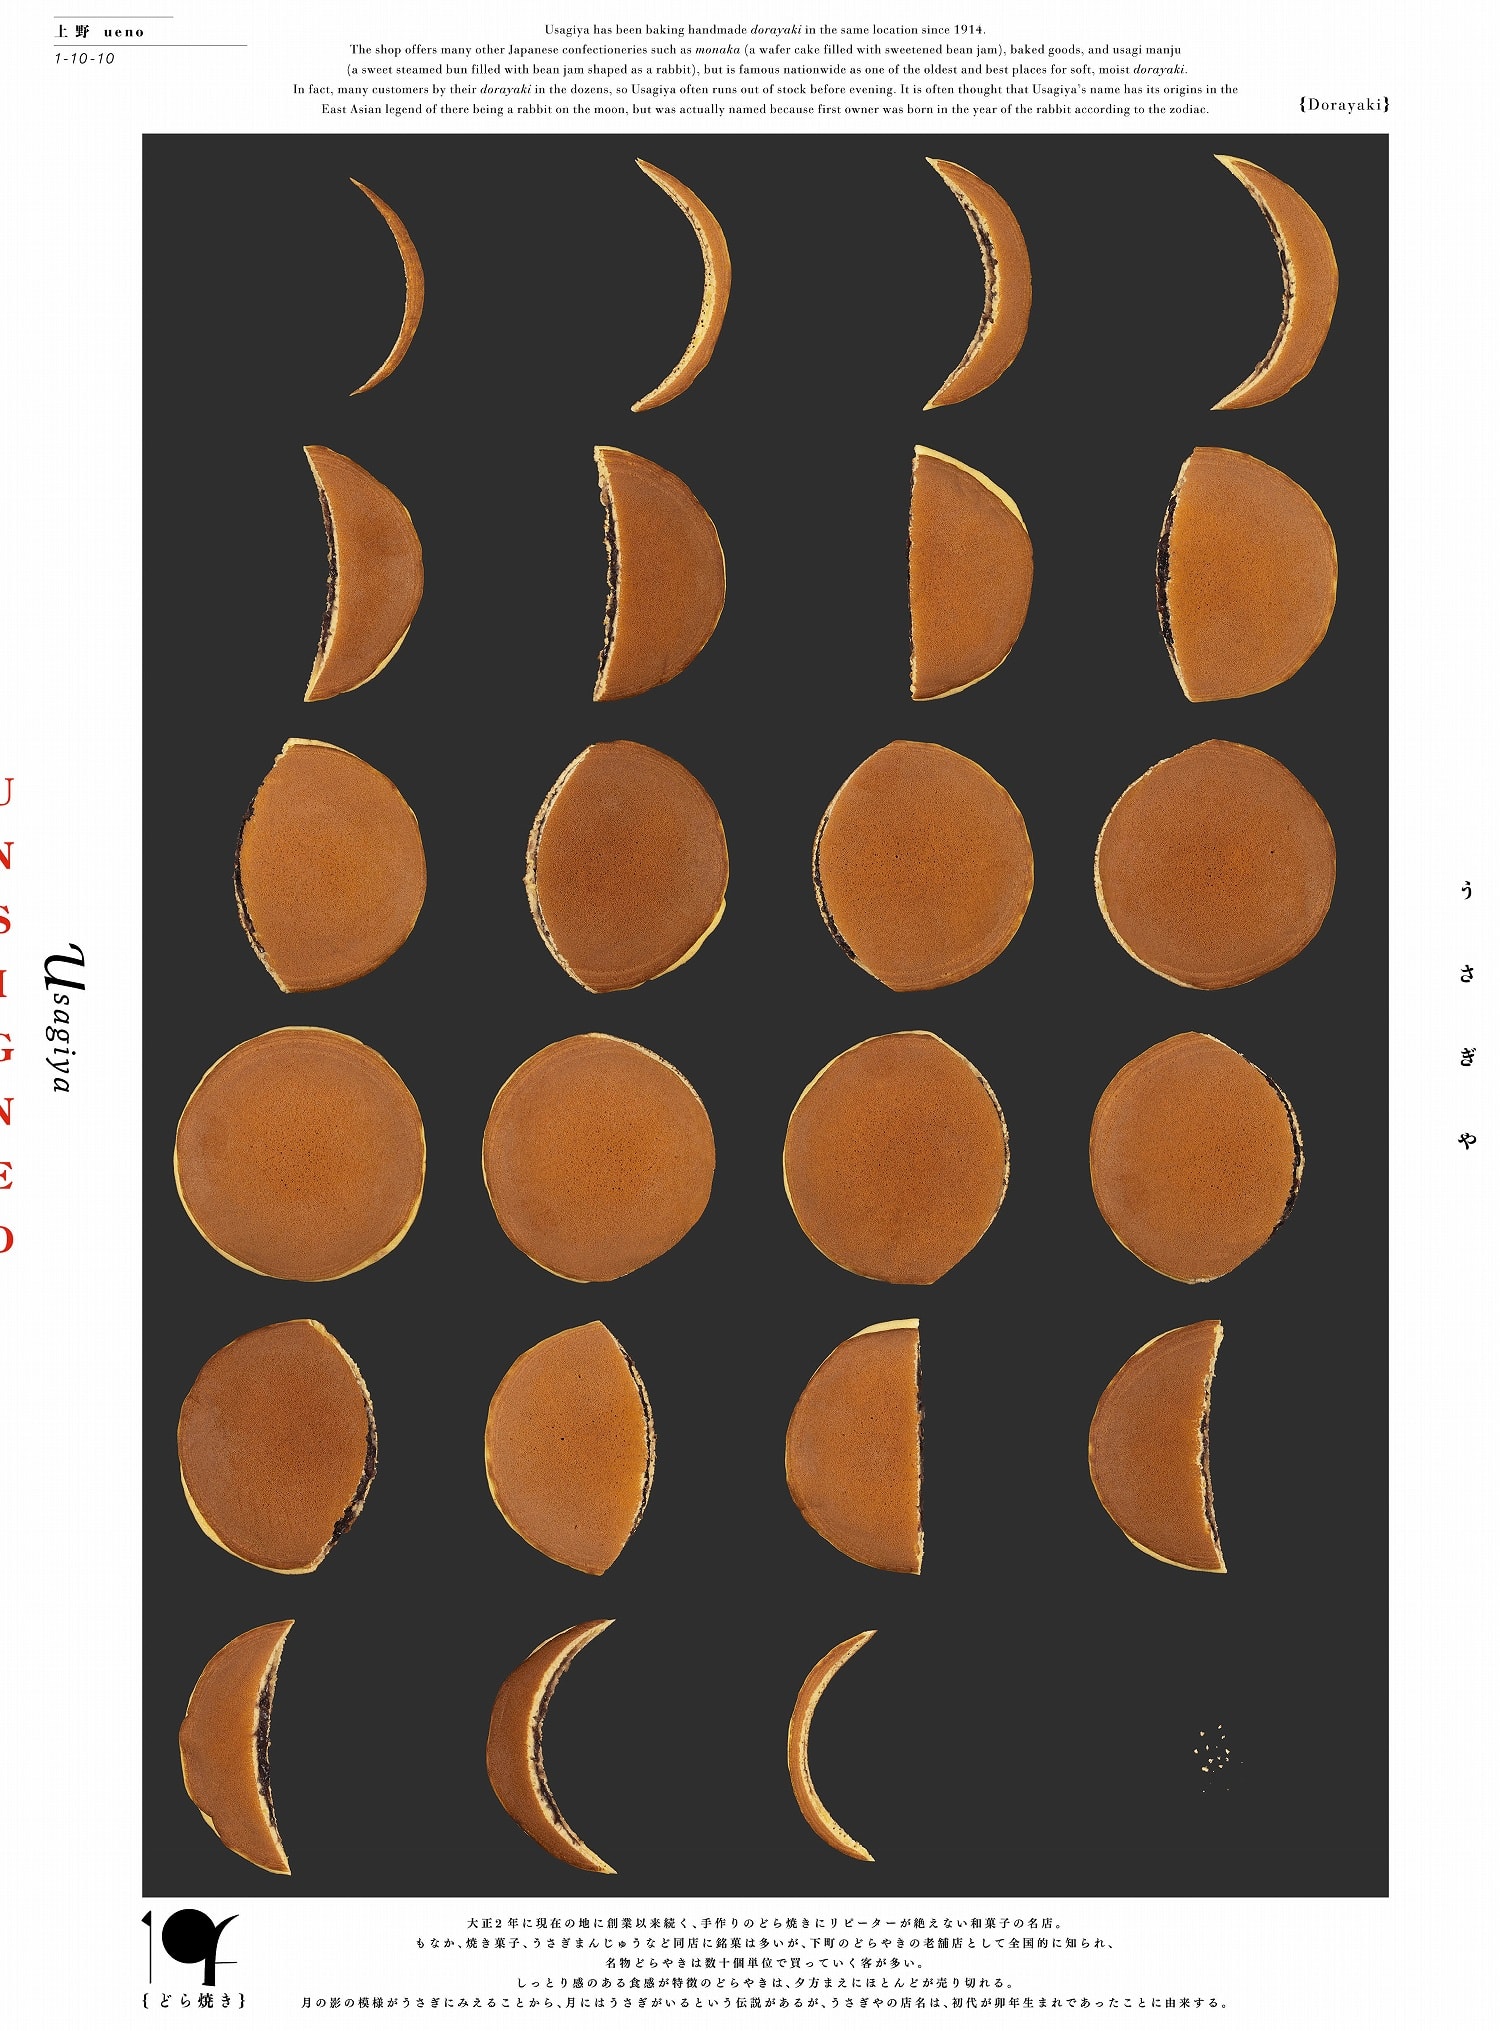 上野 ueno
1-10-10
Usagiya has been baking handmade dorayaki in the same location since 1914.
The shop offers many other Japanese confectioneries such as monaka (a wafer cake filled with sweetened bean jam), baked goods, and usagi manju
(a sweet steamed bun filled with bean jam shaped as a rabbit), but is famous nationwide as one of the oldest and best places for soft, moist dorayaki.
In fact, many customers by their dorayaki in the dozens, so Usagiya often runs out of stock before evening. It is often thought that Usagiya's name has its origins in the
East Asian legend of there being a rabbit on the moon, but was actually named because first owner was born in the year of the rabbit according to the zodiac.
{Dorayaki}
UNSIGNED
Usagiya
うさぎや
{どら焼き}
大正2年に現在の地に創業以来続く、手作りのどら焼きにリピーターが絶えない和菓子の名店。
もなか、焼き菓子、うさぎまんじゅうなど同店に銘菓は多いが、下町のどらやきの老舗店として全国的に知られ、
名物どらやきは数十個単位で買っていく客が多い。
しっとり感のある食感が特徴のどらやきは、夕方まえにほとんどが売り切れる。
月の影の模様がうさぎにみえることから、月にはうさぎがいるという伝説があるが、うさぎやの店名は、初代が卯年生まれであったことに由来する。